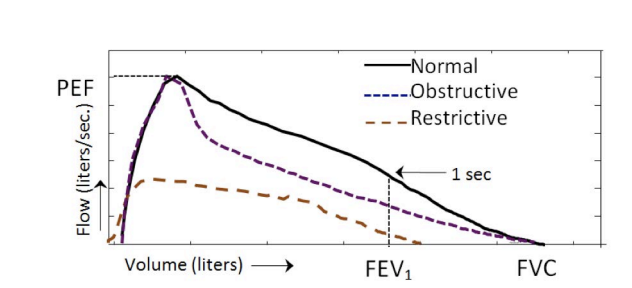 Normal
PEF
Obstructive
Restrictive
Flow (liters/sec.)
1 sec
Volume (liters)
FEV₁
FVC